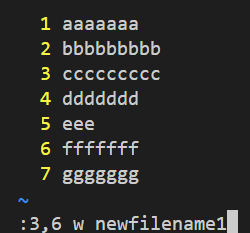 1 aaaaaaa
2 bbbbbbbbb
3 ccccccccc
4 ddddddd
5 eee
6 fffffff
7 ggggggg
~
:3,6 w newfilename1